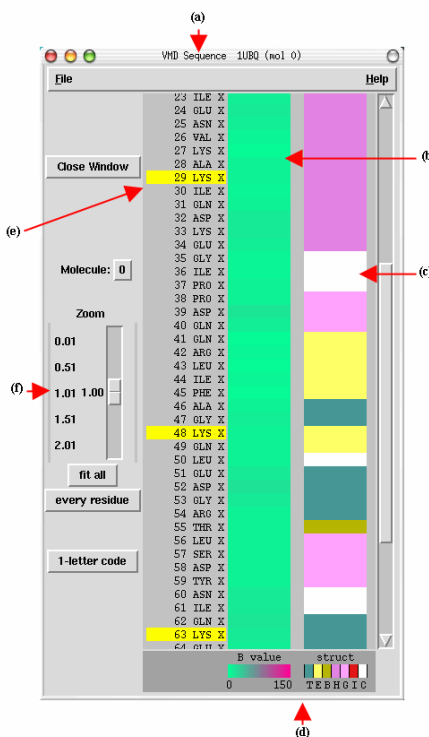 (a)
VMD Sequence 1UBQ (mol 0)
File
Help
23 ILE X
24 GLU X
25 ASN X
26 VAL X
27 LYS X
28 ALA X
29 LYS X
30 ILE X
31 GLN X
32 ASP X
33 LYS X
34 GLU X
35 GLY X
36 ILE X
37 PRO X
38 PRO X
39 ASP X
40 GLN X
41 GLN X
42 ARG X
43 LEU X
44 ILE X
45 PHE X
46 ALA X
47 GLY X
48 LYS X
49 GLN X
50 LEU X
51 GLU X
52 ASP X
53 GLY X
54 ARG X
55 THR X
56 LEU X
57 SER X
58 ASP X
59 TYR X
60 ASN X
61 ILE X
62 GLN X
63 LYS X
64 GLU X
(b
Close Window
(e)
Molecule: 0
(c)
Zoom
0.01
0.51
(f)
1.01 1.00
1.51
2.01
fit all
every residue
1-letter code
B value
0 150
struct
T E B H G I C
(d)